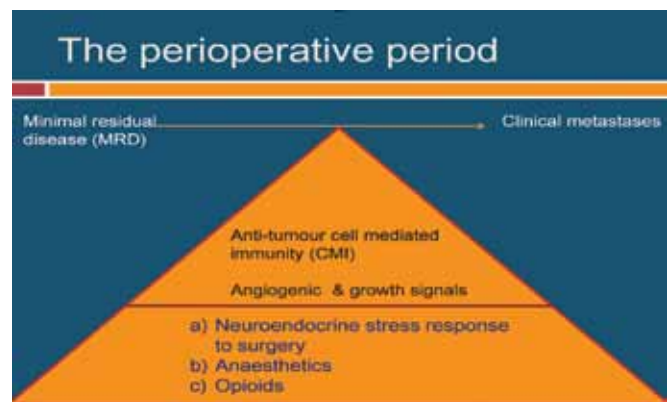 The perioperative period
Minimal residual
disease (MRD)
Clinical metastases
Anti-tumour cell mediated
immunity (CMI)
Angiogenic & growth signals
a) Neuroendocrine stress response
to surgery
b) Anaesthetics
c) Opioids